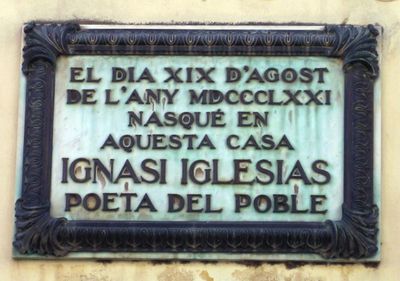 EL DIA XIX D'AGOST
DE L'ANY MDCCCLXXI
NASQUÉ EN
AQUESTA CASA
IGNASI IGLESIAS
POETA DEL POBLE